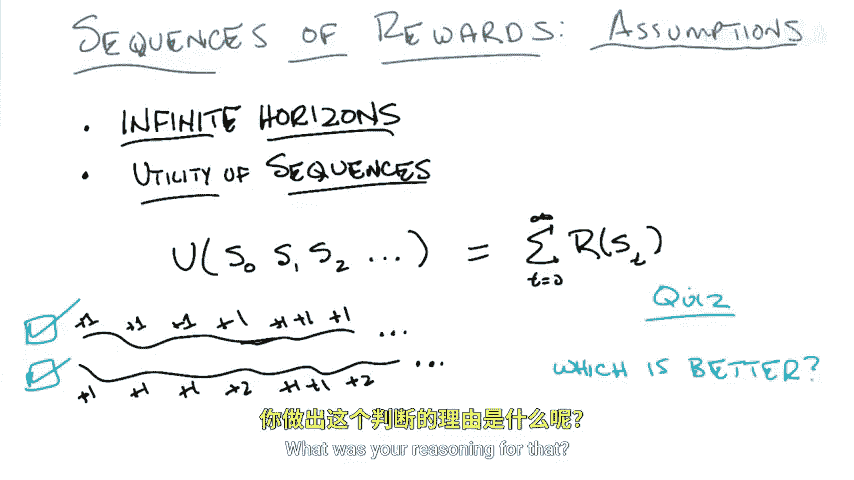 SEQUENCES OF REWARDS: ASSUMPTIONS
• INFINITE HORIZONS
• UTILITY OF SEQUENCES
U(S₀ S₁ S₂ ...) = ∑_{t=0}^{∞} R(S_t)
Quiz
+1 +1 +1 +1 +1 +1 +1 ...
WHICH IS BETTER?
+1 +1 +1 +2 +1 +1 +2 ...
你做出这个判断的理由是什么呢？
What was your reasoning for that?